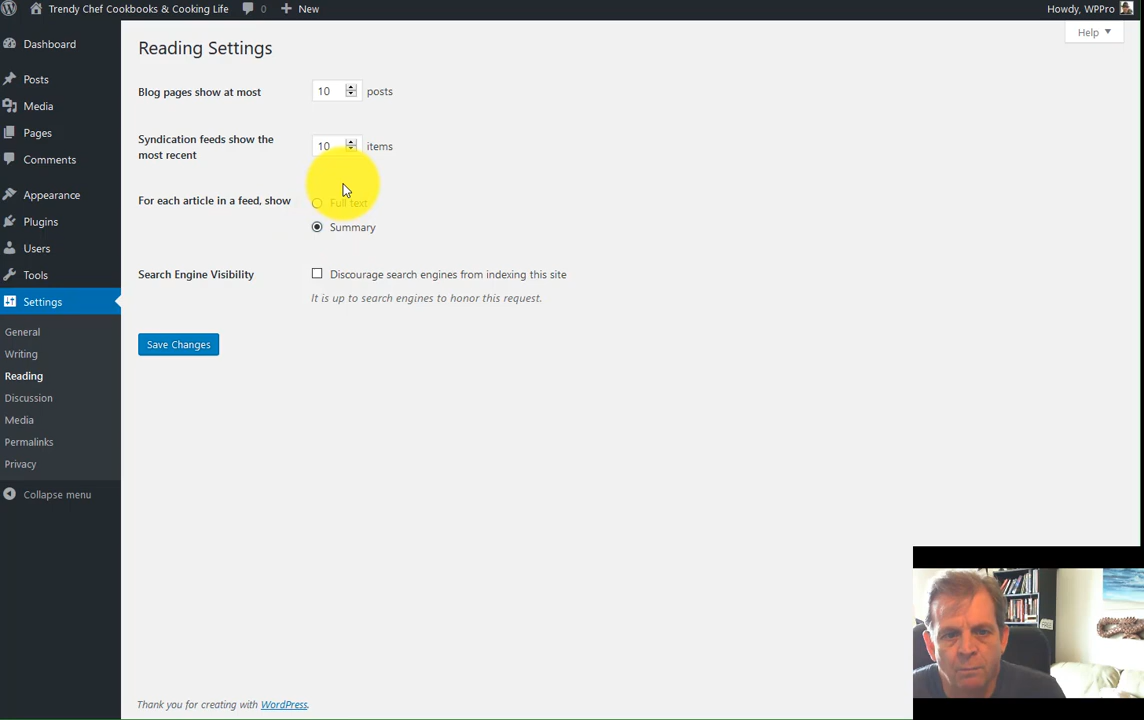 Trendy Chef Cookbooks & Cooking Life 0 New Howdy, WPPro
Help
Dashboard
Posts
Media
Pages
Comments
Appearance
Plugins
Users
Tools
Settings
General
Writing
Reading
Discussion
Media
Permalinks
Privacy
Collapse menu
Reading Settings
Blog pages show at most 10 posts
Syndication feeds show the
most recent
10 items
For each article in a feed, show
Full text
Summary
Search Engine Visibility
Discourage search engines from indexing this site
It is up to search engines to honor this request.
Save Changes
Thank you for creating with WordPress.